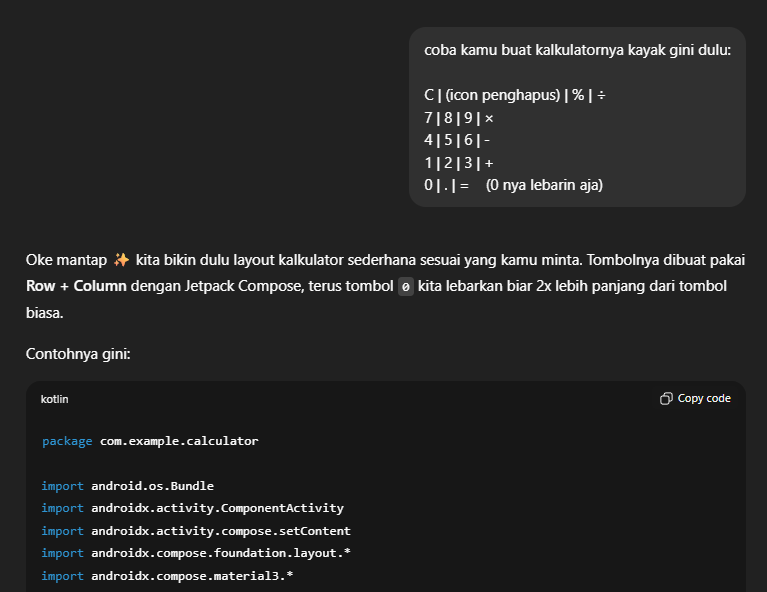 coba kamu buat kalkulatornya kayak gini dulu:
C | (icon penghapus) | % | ÷
7 | 8 | 9 | ×
4 | 5 | 6 | -
1 | 2 | 3 | +
0 | . | =    (0 nya lebarin aja)
Oke mantap ✨ kita bikin dulu layout kalkulator sederhana sesuai yang kamu minta. Tombolnya dibuat pakai
Row + Column dengan Jetpack Compose, terus tombol 0 kita lebarkan biar 2x lebih panjang dari tombol
biasa.
Contohnya gini:
kotlin
Copy code
package com.example.calculator
import android.os.Bundle
import androidx.activity.ComponentActivity
import androidx.activity.compose.setContent
import androidx.compose.foundation.layout.*
import androidx.compose.material3.*